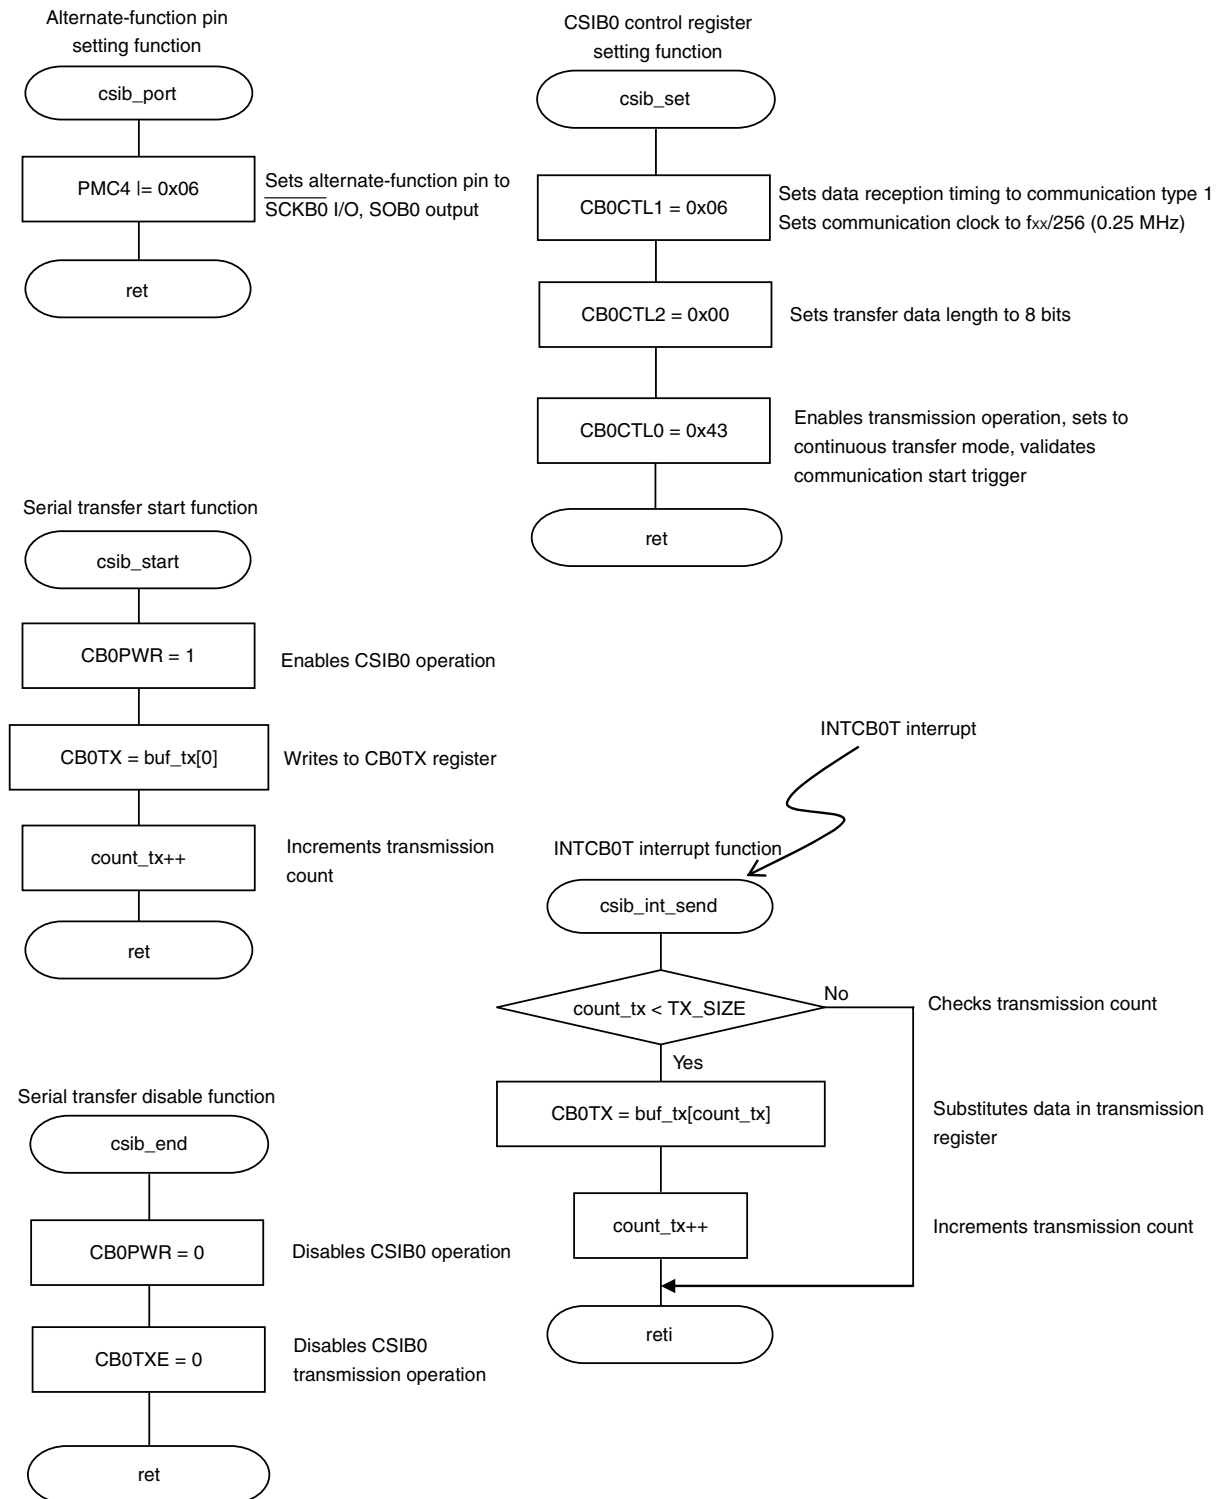 Alternate-function pin
setting function
csib_port
PMC4 |= 0x06
Sets alternate-function pin to
SCKB0 I/O, SOB0 output
ret
CSIB0 control register
setting function
csib_set
CB0CTL1 = 0x06
Sets data reception timing to communication type 1
Sets communication clock to fxx/256 (0.25 MHz)
CB0CTL2 = 0x00
Sets transfer data length to 8 bits
CB0CTL0 = 0x43
Enables transmission operation, sets to
continuous transfer mode, validates
communication start trigger
ret
Serial transfer start function
csib_start
CB0PWR = 1
Enables CSIB0 operation
CB0TX = buf_tx[0]
Writes to CB0TX register
count_tx++
Increments transmission
count
ret
INTCB0T interrupt
INTCB0T interrupt function
csib_int_send
count_tx < TX_SIZE
No
Checks transmission count
Yes
CB0TX = buf_tx[count_tx]
Substitutes data in transmission
register
count_tx++
Increments transmission count
reti
Serial transfer disable function
csib_end
CB0PWR = 0
Disables CSIB0 operation
CB0TXE = 0
Disables CSIB0
transmission operation
ret